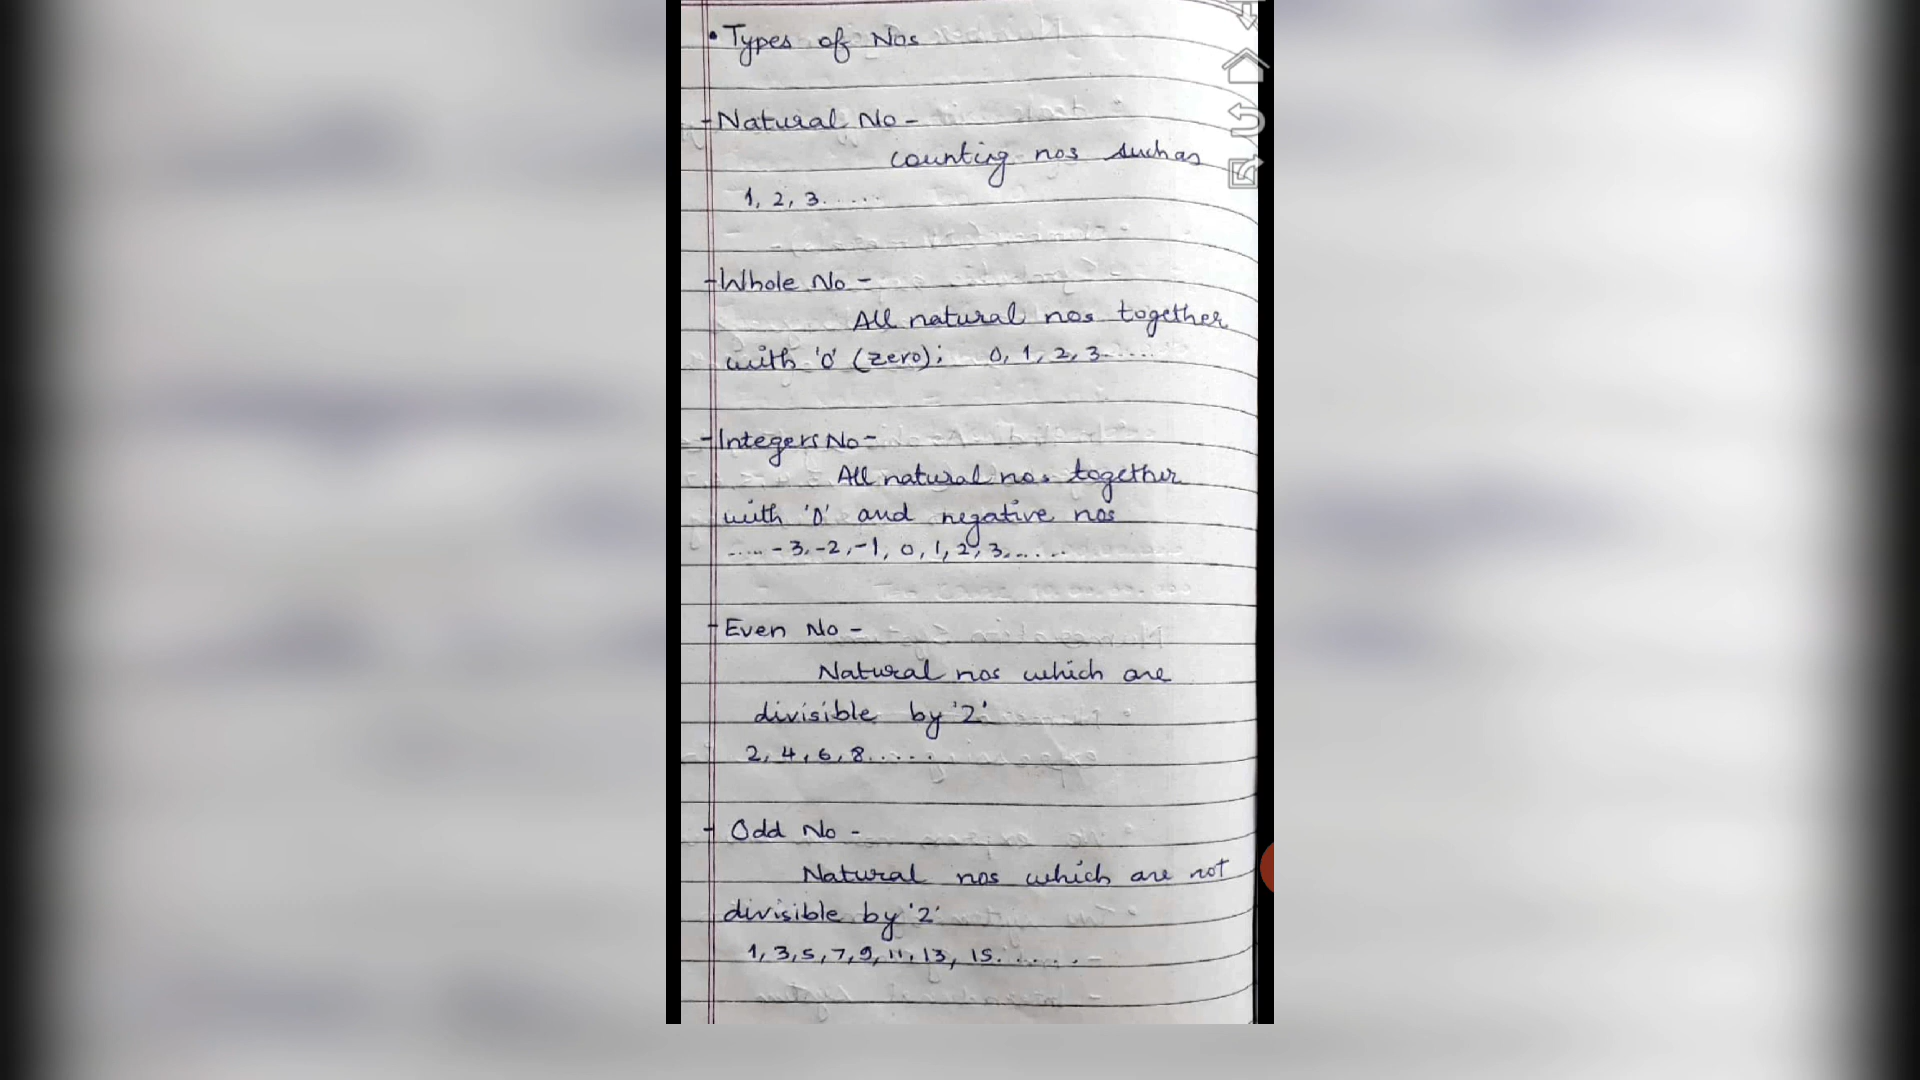 • Types of Nos
- Natural No -
counting nos such as
1, 2, 3.....
- Whole No -
All natural nos together
with '0' (zero); 0, 1, 2, 3.....
- Integers No -
All natural nos together
with '0' and negative nos
..... -3, -2, -1, 0, 1, 2, 3,.....
- Even No -
Natural nos which are
divisible by '2'
2, 4, 6, 8.....
- Odd No -
Natural nos which are not
divisible by '2'
1, 3, 5, 7, 9, 11, 13, 15......